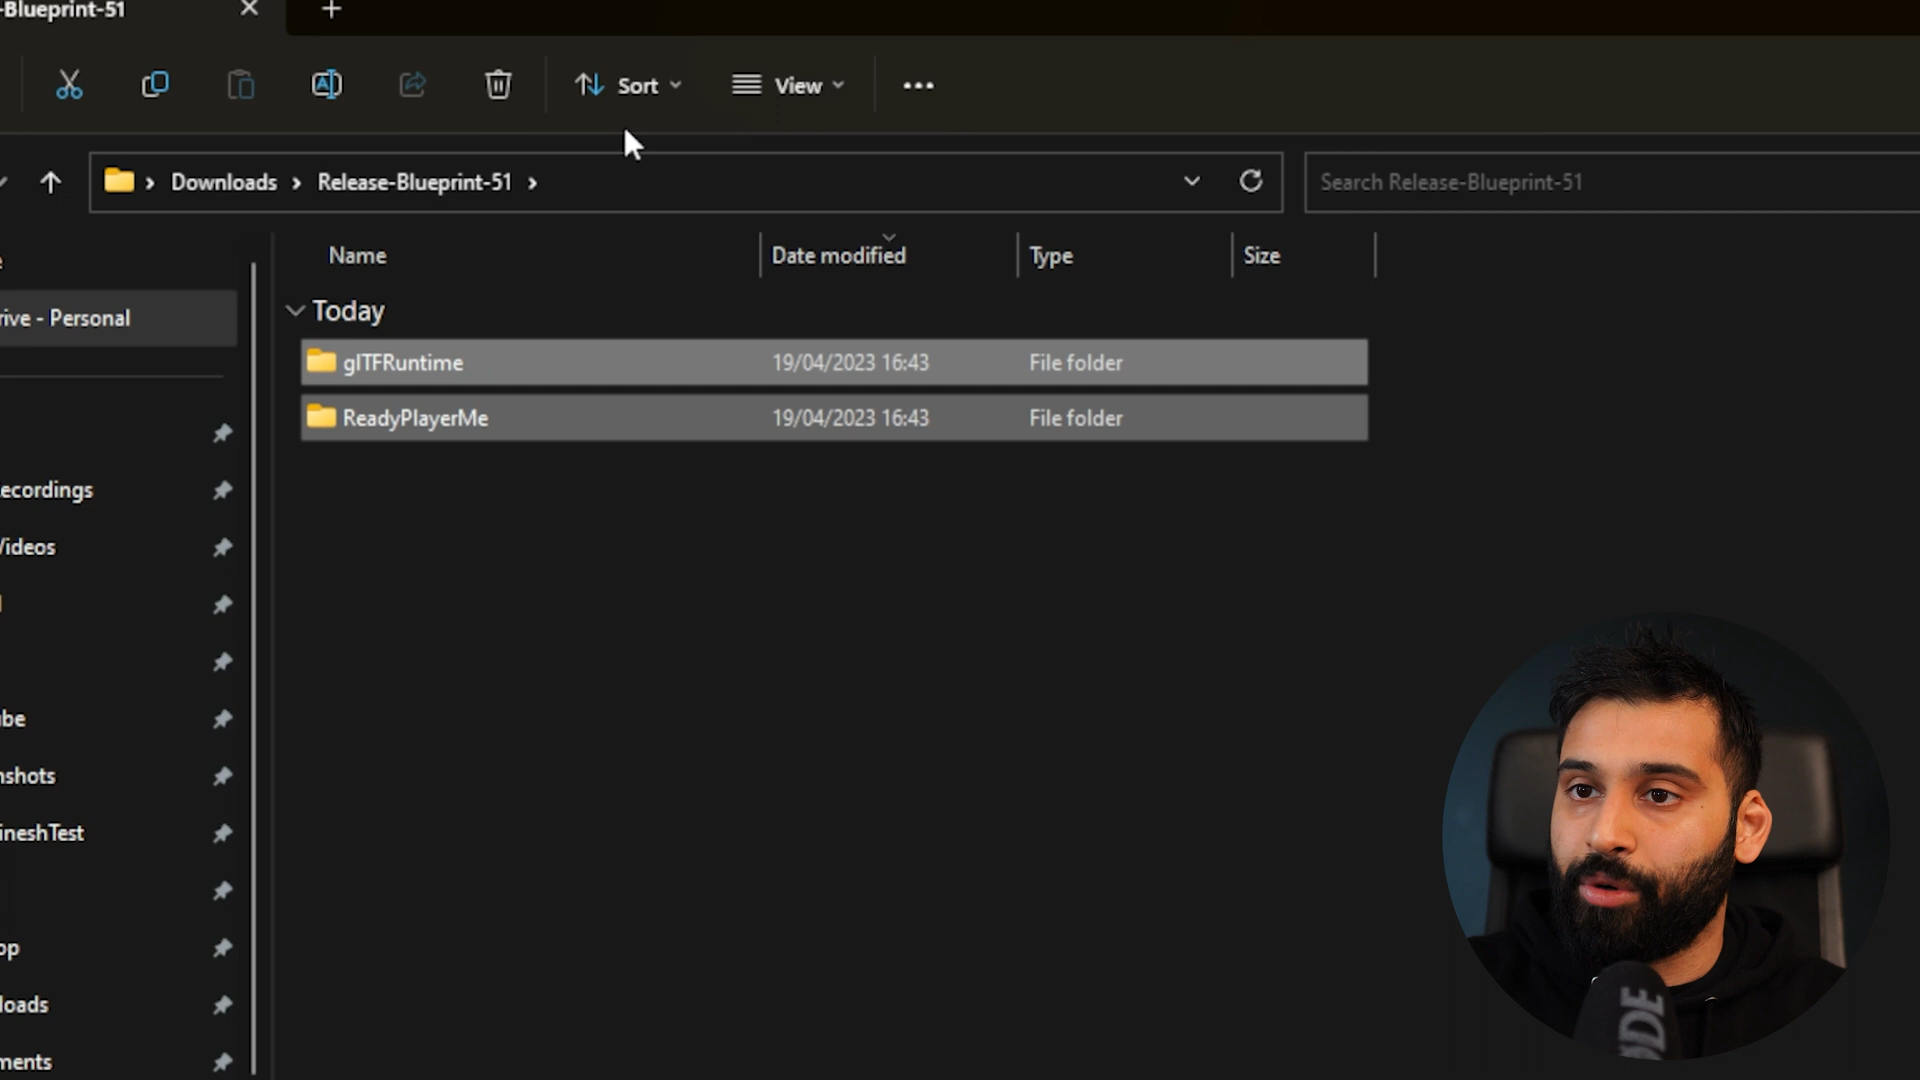 -Blueprint-51
Sort
View
Downloads
Release-Blueprint-51
Search Release-Blueprint-51
Name
Date modified
Type
Size
rive - Personal
Today
glTFRuntime
19/04/2023 16:43
File folder
ReadyPlayerMe
19/04/2023 16:43
File folder
ecordings
Videos
be
nshots
ineshTest
op
loads
ments
ODE